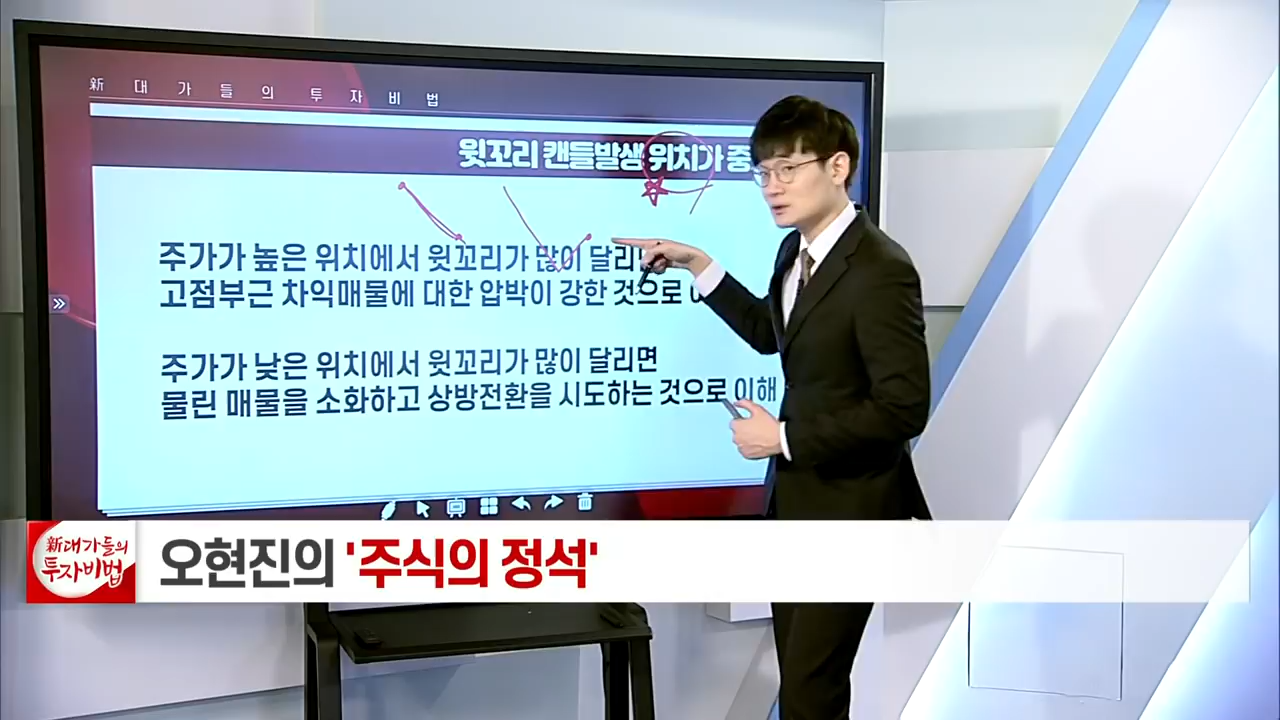 新 대 가 들 의 투 자 비 법
윗꼬리 캔들발생 위치가 중
주가가 높은 위치에서 윗꼬리가 많이 달리면
고점부근 차익매물에 대한 압박이 강한 것으로
주가가 낮은 위치에서 윗꼬리가 많이 달리면
물린 매물을 소화하고 상방전환을 시도하는 것으로 이해
新대가들의
투자비법
오현진의 '주식의 정석'